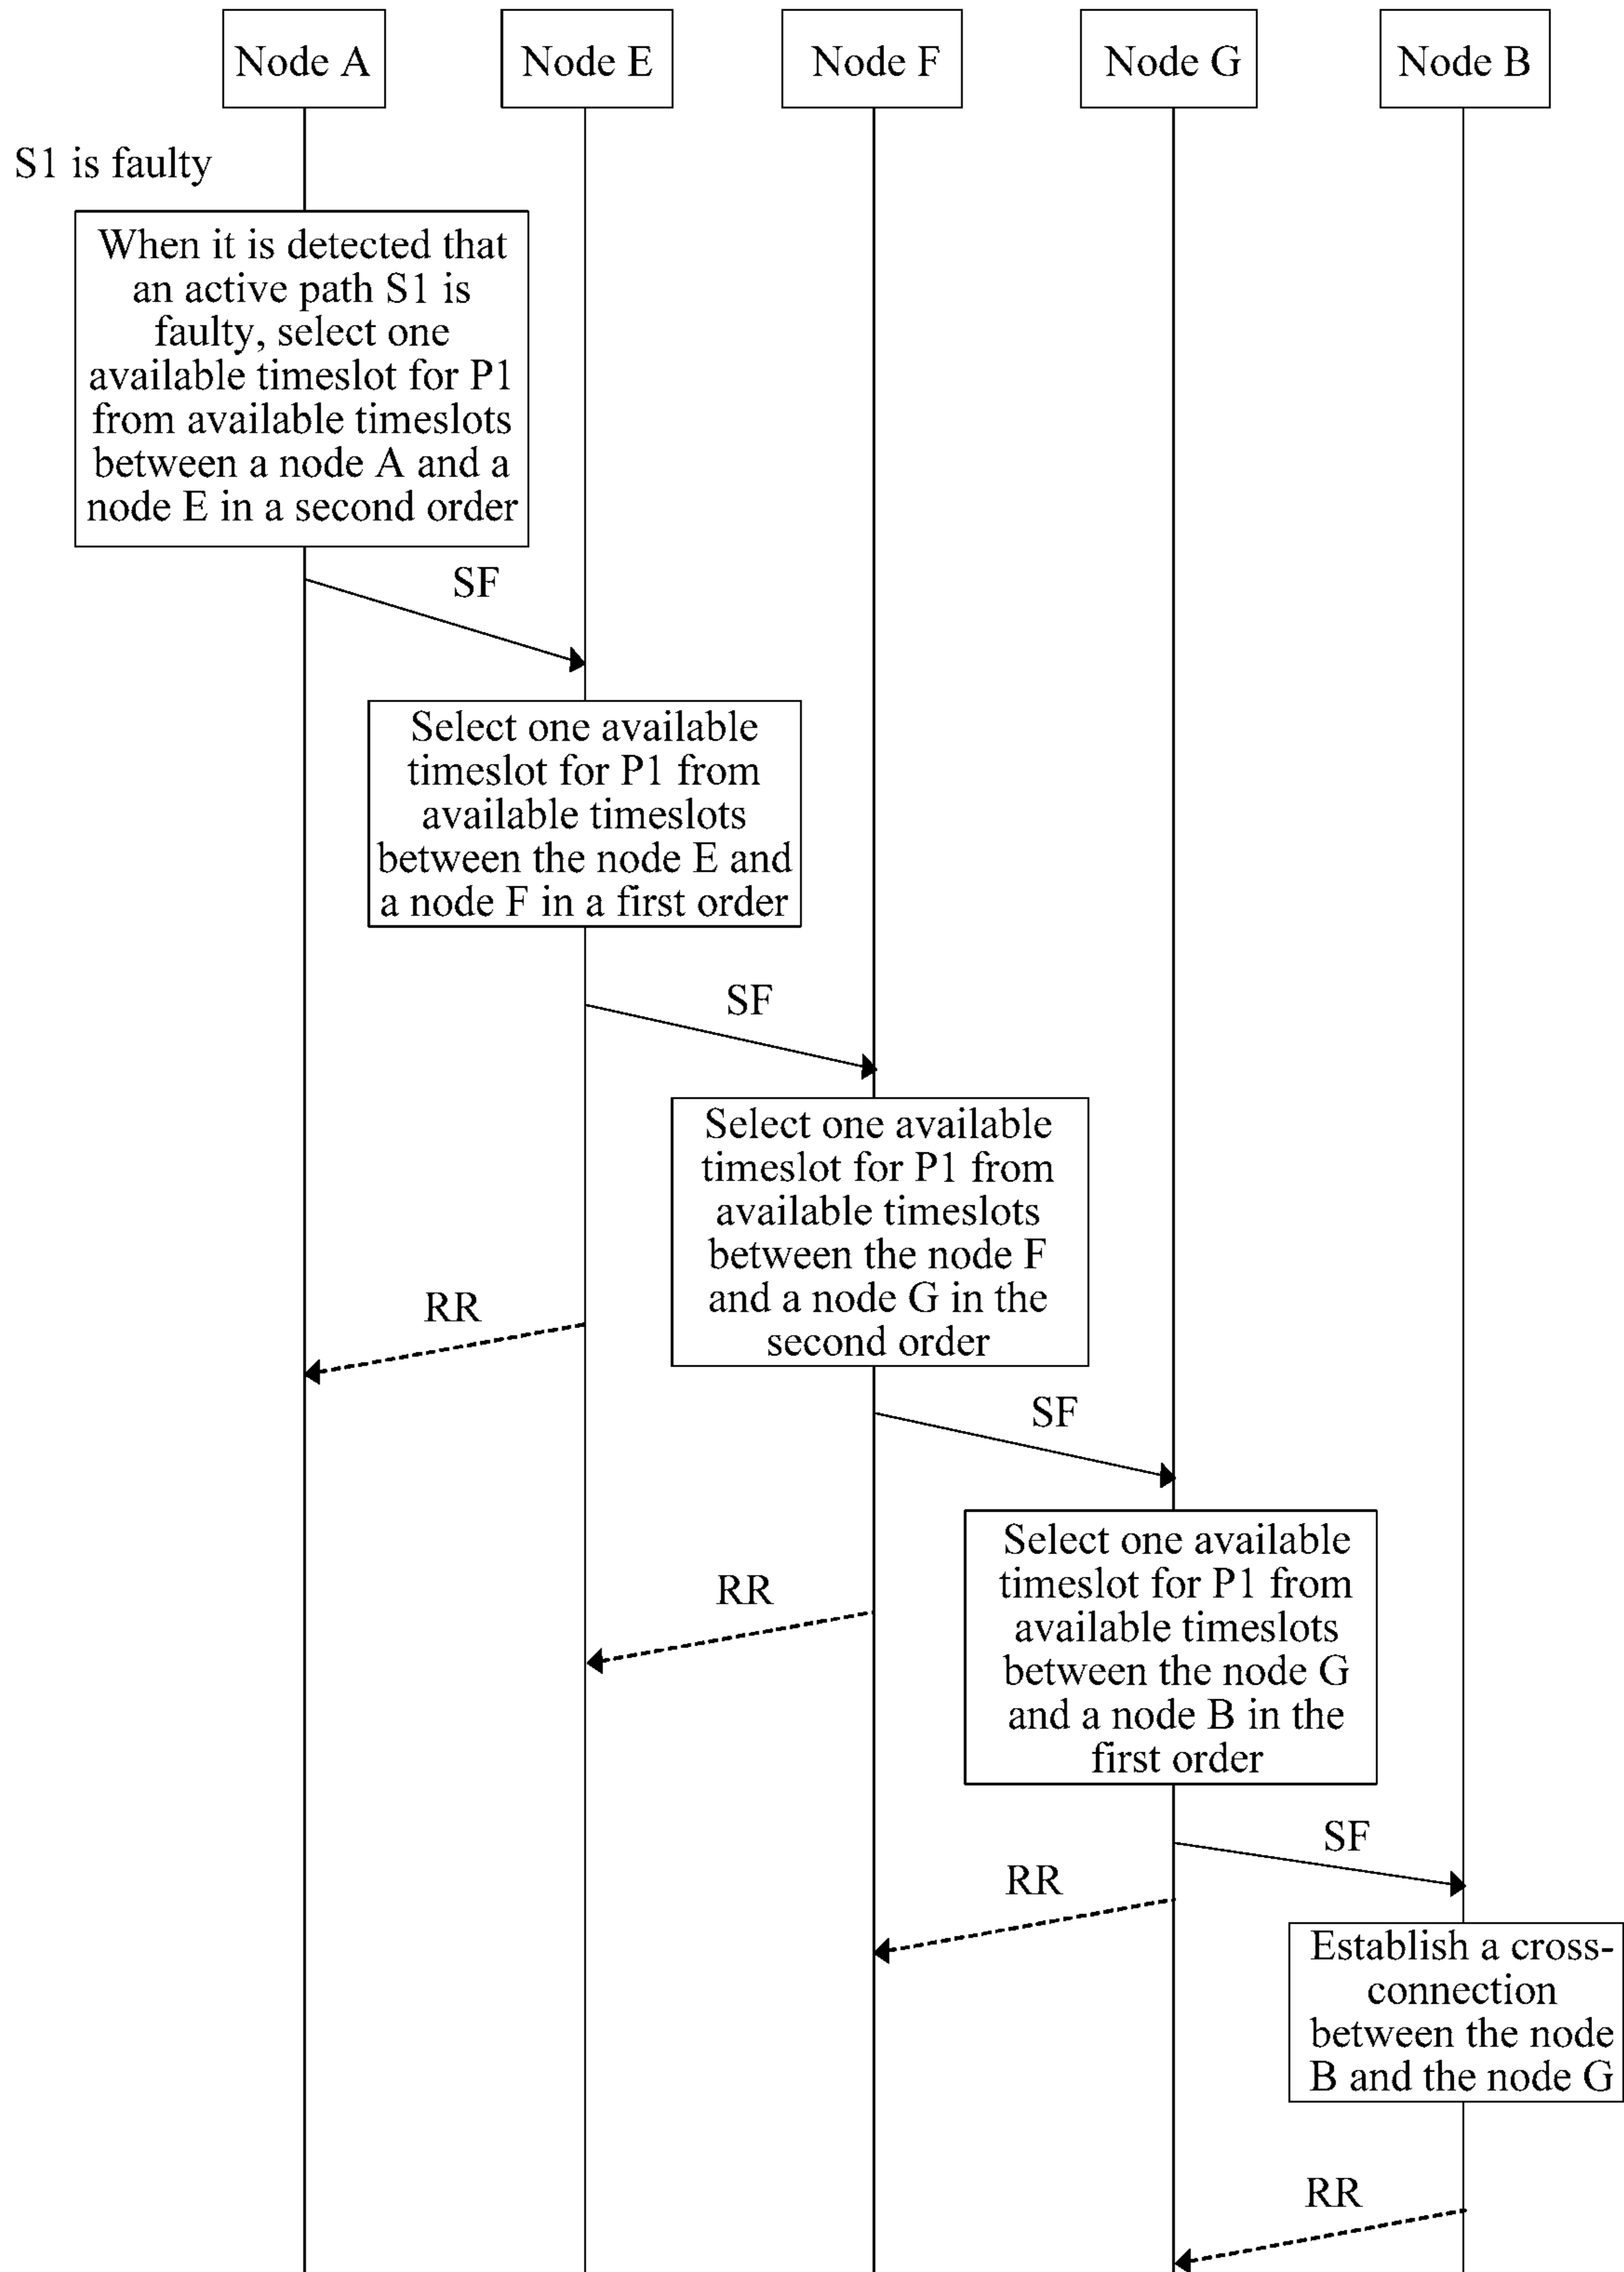 Node A
Node E
Node F
Node G
Node B
S1 is faulty
When it is detected that
an active path S1 is
faulty, select one
available timeslot for P1
from available timeslots
between a node A and a
node E in a second order
SF
Select one available
timeslot for P1 from
available timeslots
between the node E and
a node F in a first order
SF
Select one available
timeslot for P1 from
available timeslots
between the node F
and a node G in the
second order
RR
SF
Select one available
timeslot for P1 from
available timeslots
between the node G
and a node B in the
first order
RR
SF
RR
Establish a cross-
connection
between the node
B and the node G
RR